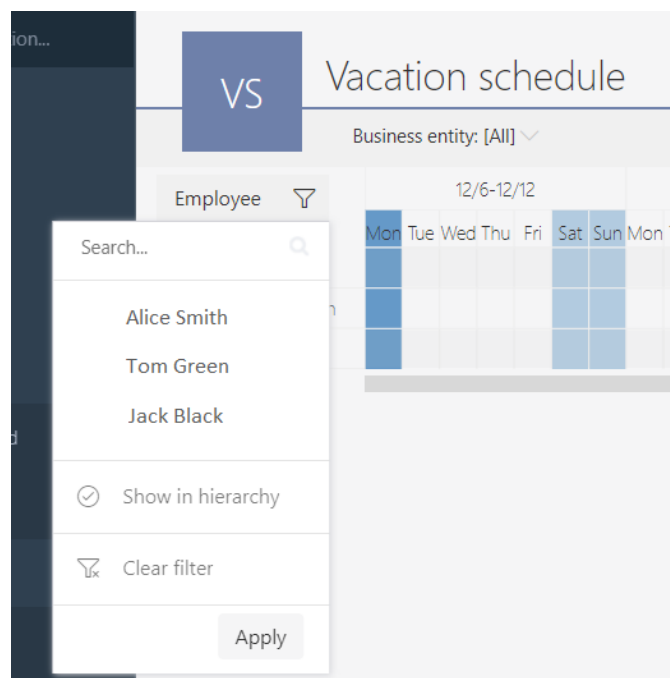 ion...
VS
Vacation schedule
Business entity: [All]
Employee
12/6-12/12
Mon Tue Wed Thu Fri Sat Sun Mon
Search...
Alice Smith
Tom Green
Jack Black
Show in hierarchy
Clear filter
Apply